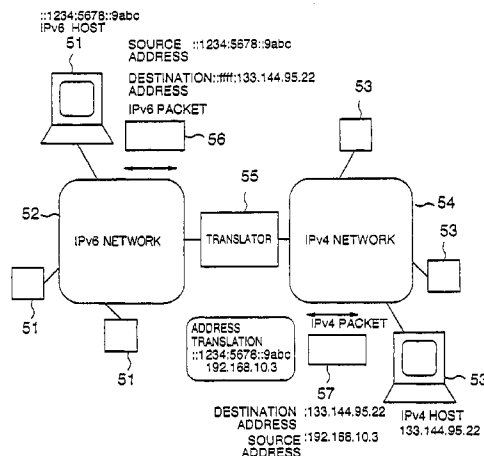 ::1234:5678::9abc
IPv6 HOST
51
SOURCE ::1234:5678::9abc
ADDRESS
DESTINATION::ffff:133.144.95.22
ADDRESS
IPv6 PACKET
56
53
52
IPv6 NETWORK
55
TRANSLATOR
54
IPv4 NETWORK
53
51
51
ADDRESS
TRANSLATION
::1234:5678::9abc
192.168.10.3
IPv4 PACKET
57
53
IPv4 HOST
133.144.95.22
DESTINATION :133.144.95.22
ADDRESS
SOURCE :192.168.10.3
ADDRESS